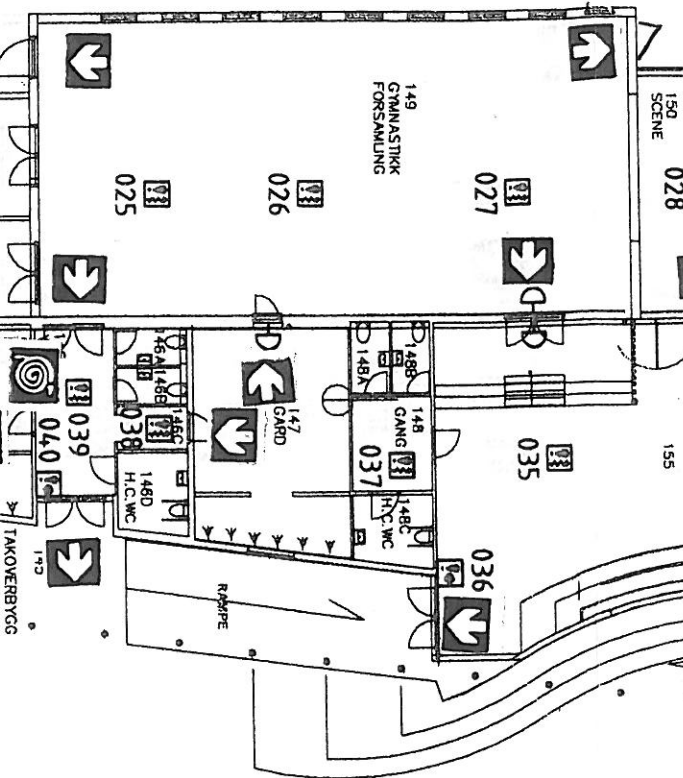 149
GYMNASTIKK
FORSAMLING
150
SCENE
028
027
026
025
155
035
036
148A
148B
148
GANG
037
148C
H.C.WC
147
GARD
146A
146B
146C
038
146D
H.C.WC
039
040
TAKOVERBYGG
RAMPE